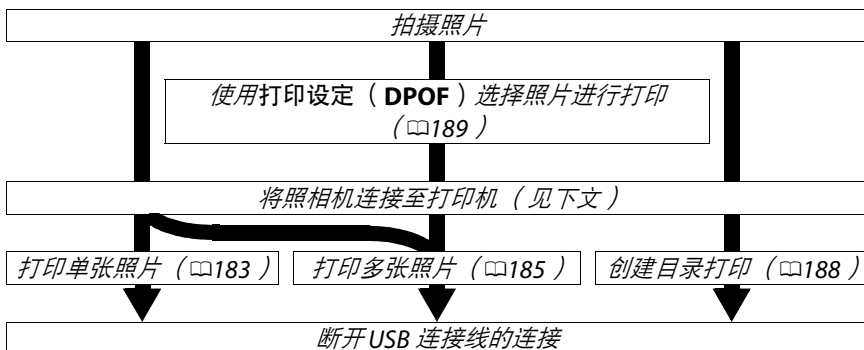 拍摄照片
使用打印设定（DPOF）选择照片进行打印
（🕮189）
将照相机连接至打印机（见下文）
打印单张照片（🕮183）
打印多张照片（🕮185）
创建目录打印（🕮188）
断开USB 连接线的连接